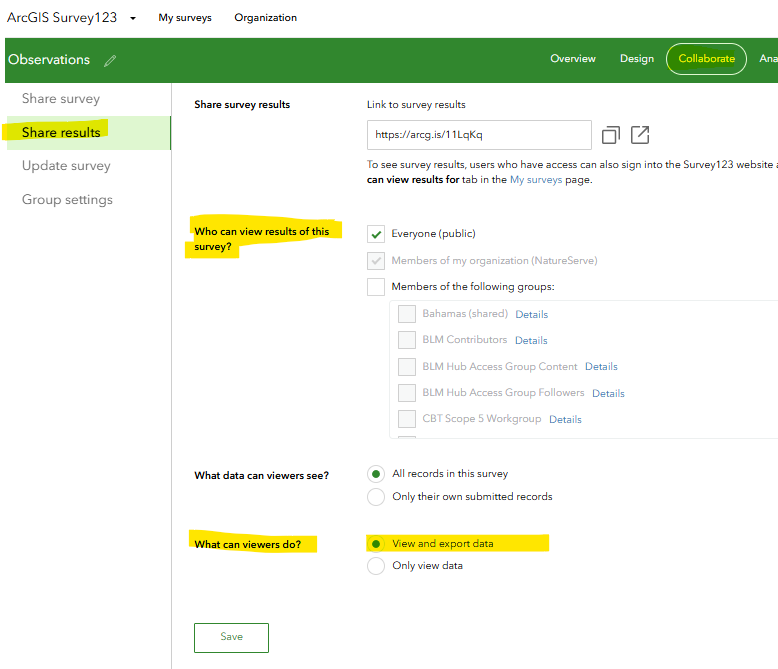 ArcGIS Survey123 My surveys Organization
Observations Overview Design Collaborate Ana
Share survey
Share results
Update survey
Group settings
Share survey results Link to survey results
https://arcg.is/11LqKq
To see survey results, users who have access can also sign into the Survey123 website a
can view results for tab in the My surveys page.
Who can view results of this
survey?
Everyone (public)
Members of my organization (NatureServe)
Members of the following groups:
Bahamas (shared) Details
BLM Contributors Details
BLM Hub Access Group Content Details
BLM Hub Access Group Followers Details
CBT Scope 5 Workgroup Details
What data can viewers see? All records in this survey
Only their own submitted records
What can viewers do? View and export data
Only view data
Save